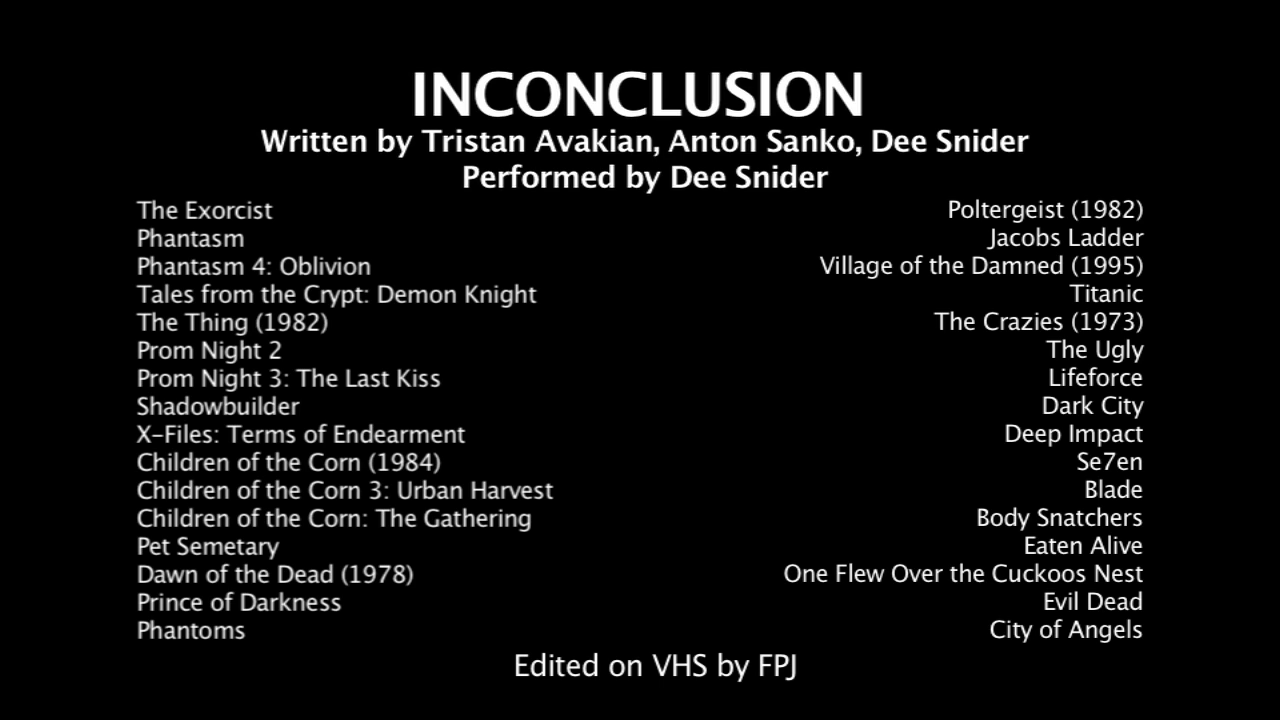 INCONCLUSION
Written by Tristan Avakian, Anton Sanko, Dee Snider
Performed by Dee Snider
The Exorcist
Phantasm
Phantasm 4: Oblivion
Tales from the Crypt: Demon Knight
The Thing (1982)
Prom Night 2
Prom Night 3: The Last Kiss
Shadowbuilder
X-Files: Terms of Endearment
Children of the Corn (1984)
Children of the Corn 3: Urban Harvest
Children of the Corn: The Gathering
Pet Semetary
Dawn of the Dead (1978)
Prince of Darkness
Phantoms
Poltergeist (1982)
Jacobs Ladder
Village of the Damned (1995)
Titanic
The Crazies (1973)
The Ugly
Lifeforce
Dark City
Deep Impact
Se7en
Blade
Body Snatchers
Eaten Alive
One Flew Over the Cuckoos Nest
Evil Dead
City of Angels
Edited on VHS by FPJ